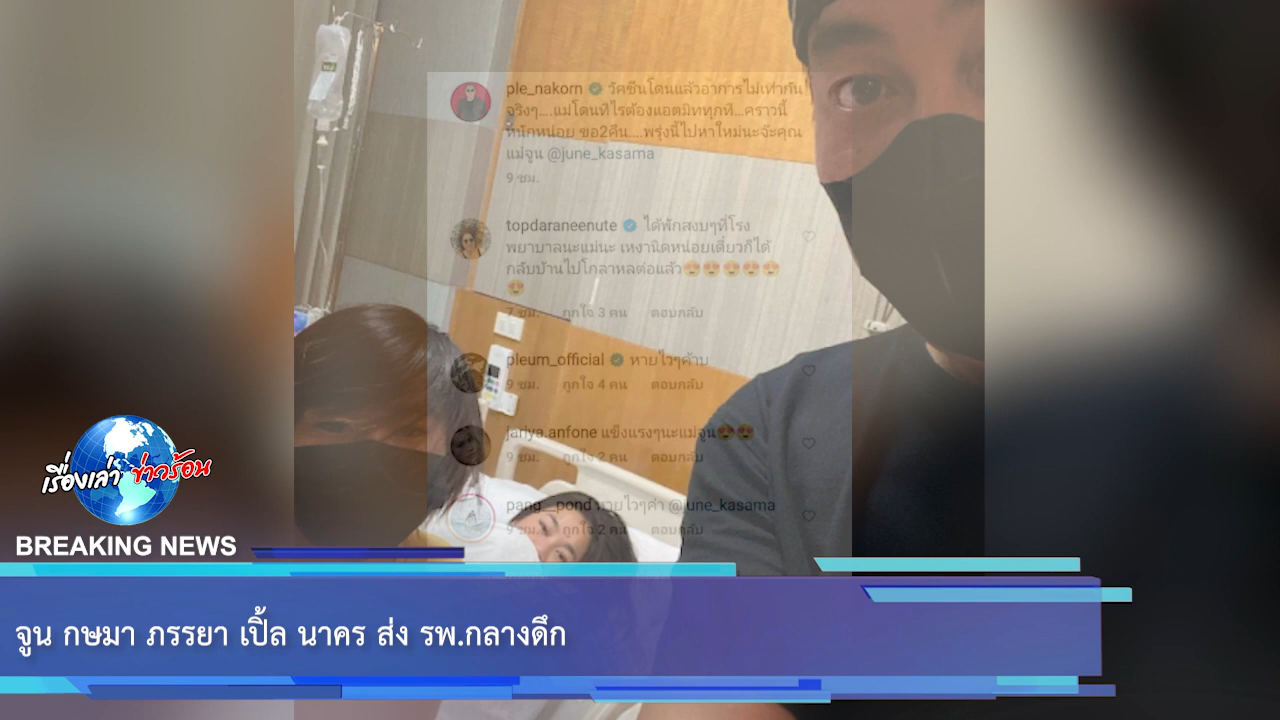 ple_nakorn วัคซีนโดนแล้วอาการไม่เท่ากัน
จริงๆ....แม่โดนทีไรต้องแอดมิททุกที...คราวนี้
หนักหน่อย ขอ2คืน....พรุ่งนี้ไปหาใหม่นะจ๊ะคุณ
แม่จูน @june_kasama
9 ชม.
topdaraneenute ได้พักสงบๆที่โรง
พยาบาลนะแม่นะ เหงานิดหน่อยเดี๋ยวก็ได้
กลับบ้านไปโกลาหลต่อแล้ว😍😍😍😍😍
😍
7 ชม. ถูกใจ 3 คน ตอบกลับ
pleum_official หายไวๆค้าบ
9 ชม. ถูกใจ 4 คน ตอบกลับ
jariya.anfone แข็งแรงๆนะแม่จูน😍😍
9 ชม. ถูกใจ 2 คน ตอบกลับ
pang__pond หายไวๆค่า @june_kasama
9 ชม. ถูกใจ 2 คน ตอบกลับ
เรื่องเล่า ข่าวร้อน
BREAKING NEWS
จูน กษมา ภรรยา เปิ้ล นาคร ส่ง รพ.กลางดึก